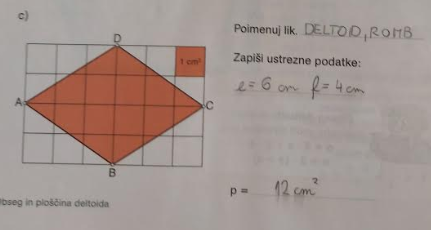 c)
D
1 cm²
A
C
B
Poimenuj lik. DELTOID, ROMB
Zapiši ustrezne podatke:
e = 6 cm f = 4 cm
p = 12 cm²
bseg in ploščina deltoida